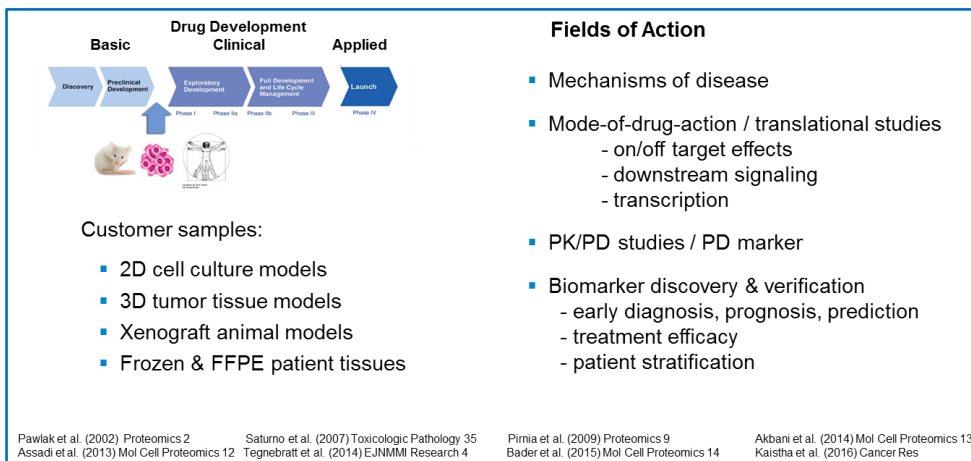 Drug Development
Basic Clinical Applied
Discovery
Preclinical
Development
Exploratory
Development
Full Development
and Life Cycle
Management
Launch
Phase I Phase IIa Phase IIb Phase III Phase IV
Customer samples:
▪ 2D cell culture models
▪ 3D tumor tissue models
▪ Xenograft animal models
▪ Frozen & FFPE patient tissues
Fields of Action
▪ Mechanisms of disease
▪ Mode-of-drug-action / translational studies
- on/off target effects
- downstream signaling
- transcription
▪ PK/PD studies / PD marker
▪ Biomarker discovery & verification
- early diagnosis, prognosis, prediction
- treatment efficacy
- patient stratification
Pawlak et al. (2002) Proteomics 2 Saturno et al. (2007) Toxicologic Pathology 35 Pirnia et al. (2009) Proteomics 9 Akbani et al. (2014) Mol Cell Proteomics 13
Assadi et al. (2013) Mol Cell Proteomics 12 Tegnebratt et al. (2014) EJNMMI Research 4 Bader et al. (2015) Mol Cell Proteomics 14 Kaistha et al. (2016) Cancer Res